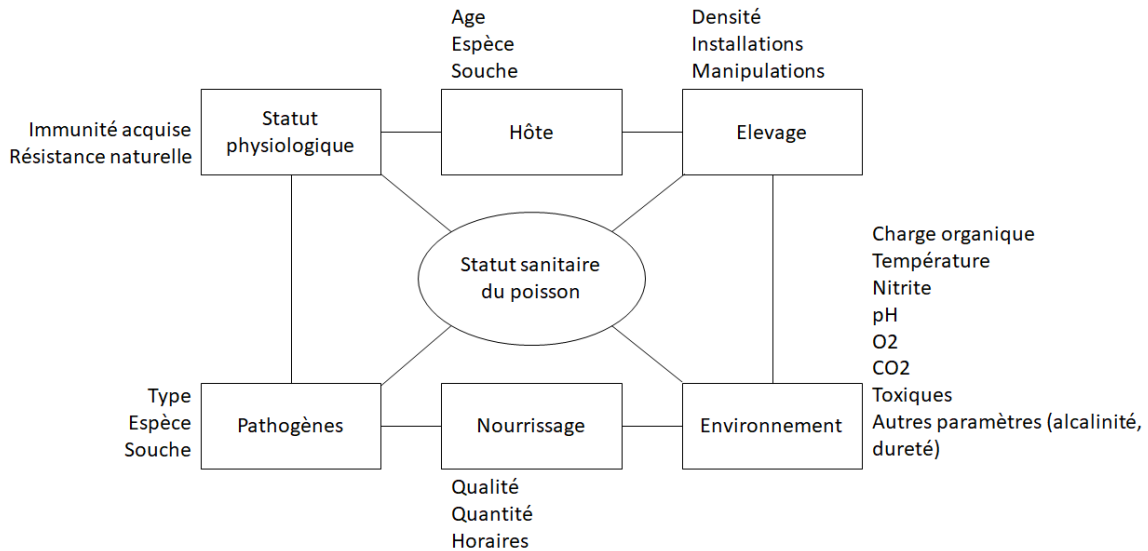 Age
Espèce
Souche
Densité
Installations
Manipulations
Immunité acquise
Résistance naturelle
Statut
physiologique
Hôte
Elevage
Statut sanitaire
du poisson
Charge organique
Température
Nitrite
pH
O2
CO2
Toxiques
Autres paramètres (alcalinité,
dureté)
Type
Espèce
Souche
Pathogènes
Nourrissage
Environnement
Qualité
Quantité
Horaires